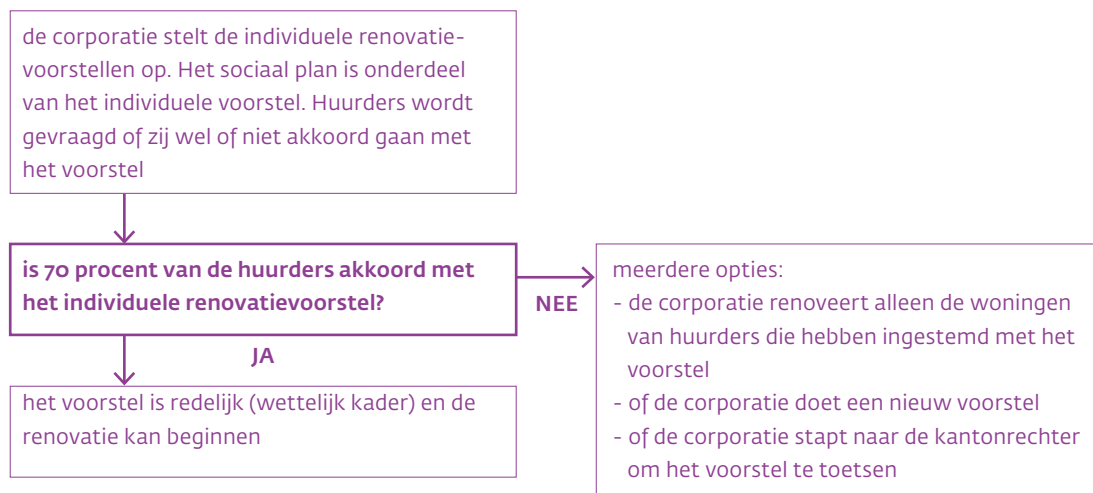 de corporatie stelt de individuele renovatie-
voorstellen op. Het sociaal plan is onderdeel
van het individuele voorstel. Huurders wordt
gevraagd of zij wel of niet akkoord gaan met
het voorstel
is 70 procent van de huurders akkoord met
het individuele renovatievoorstel?
NEE
JA
het voorstel is redelijk (wettelijk kader) en de
renovatie kan beginnen
meerdere opties:
- de corporatie renoveert alleen de woningen
van huurders die hebben ingestemd met het
voorstel
- of de corporatie doet een nieuw voorstel
- of de corporatie stapt naar de kantonrechter
om het voorstel te toetsen